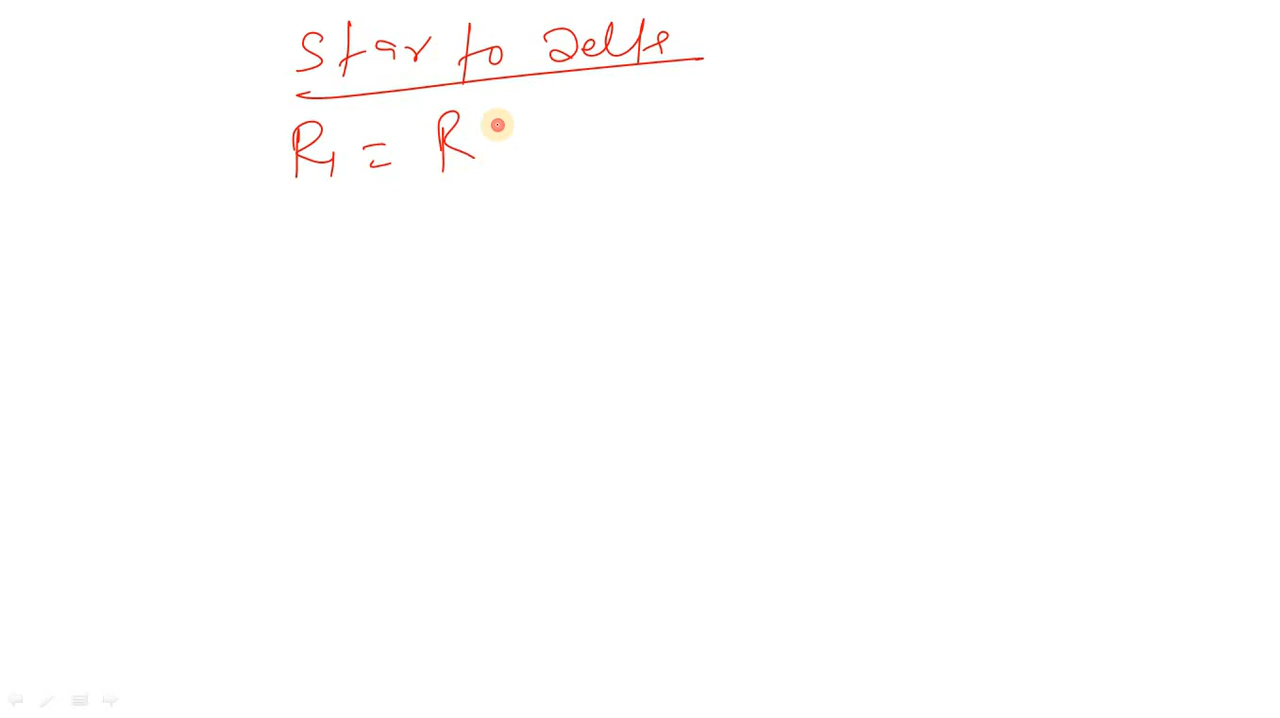 Star to Delta
R1 = R